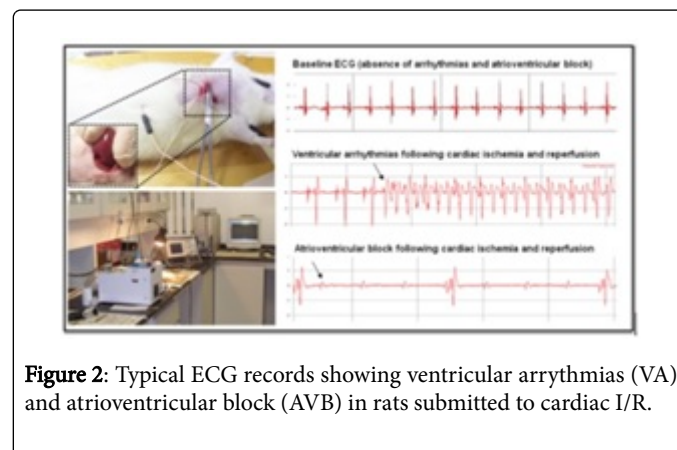 Baseline ECG (absence of arrhythmias and atrioventricular block)
Ventricular arrhythmias following cardiac ischemia and reperfusion
Atrioventricular block following cardiac ischemia and reperfusion
Figure 2: Typical ECG records showing ventricular arrythmias (VA)
and atrioventricular block (AVB) in rats submitted to cardiac I/R.